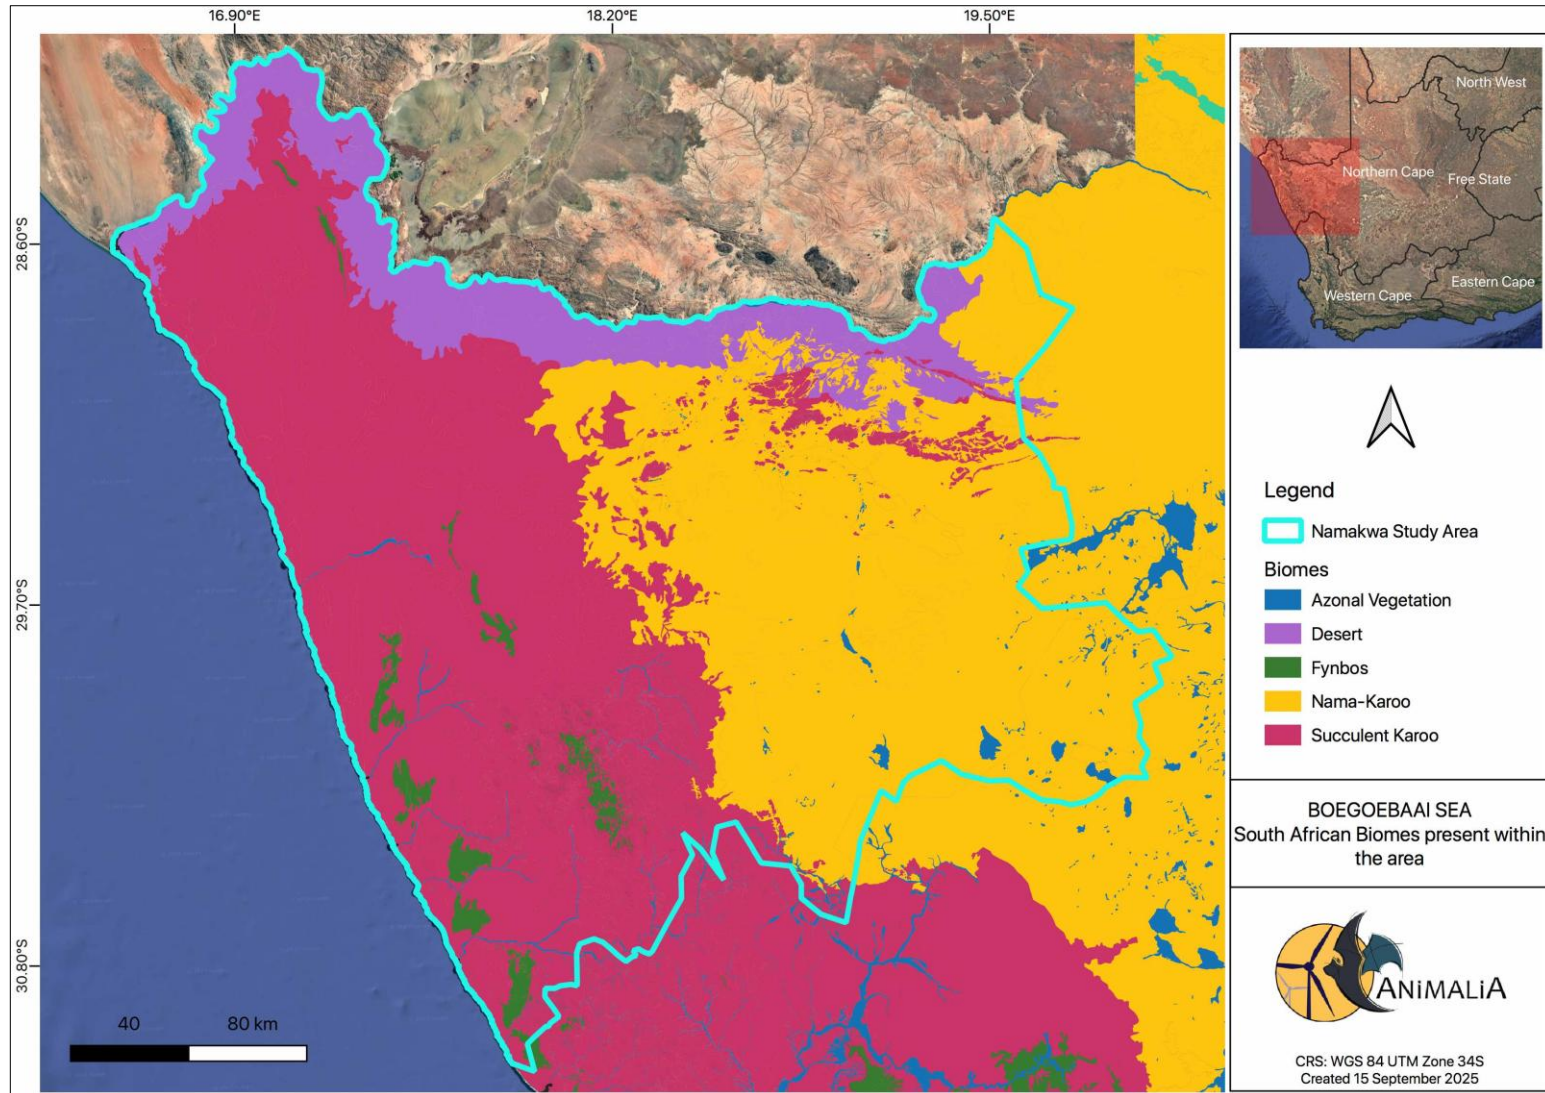 16.90°E
18.20°E
19.50°E
28.60°S
29.70°S
30.80°S
40
80 km
North West
Northern Cape
Free State
Eastern Cape
Western Cape
Legend
Namakwa Study Area
Biomes
Azonal Vegetation
Desert
Fynbos
Nama-Karoo
Succulent Karoo
BOEGOEBAAI SEA
South African Biomes present within
the area
ANiMALiA
CRS: WGS 84 UTM Zone 34S
Created 15 September 2025